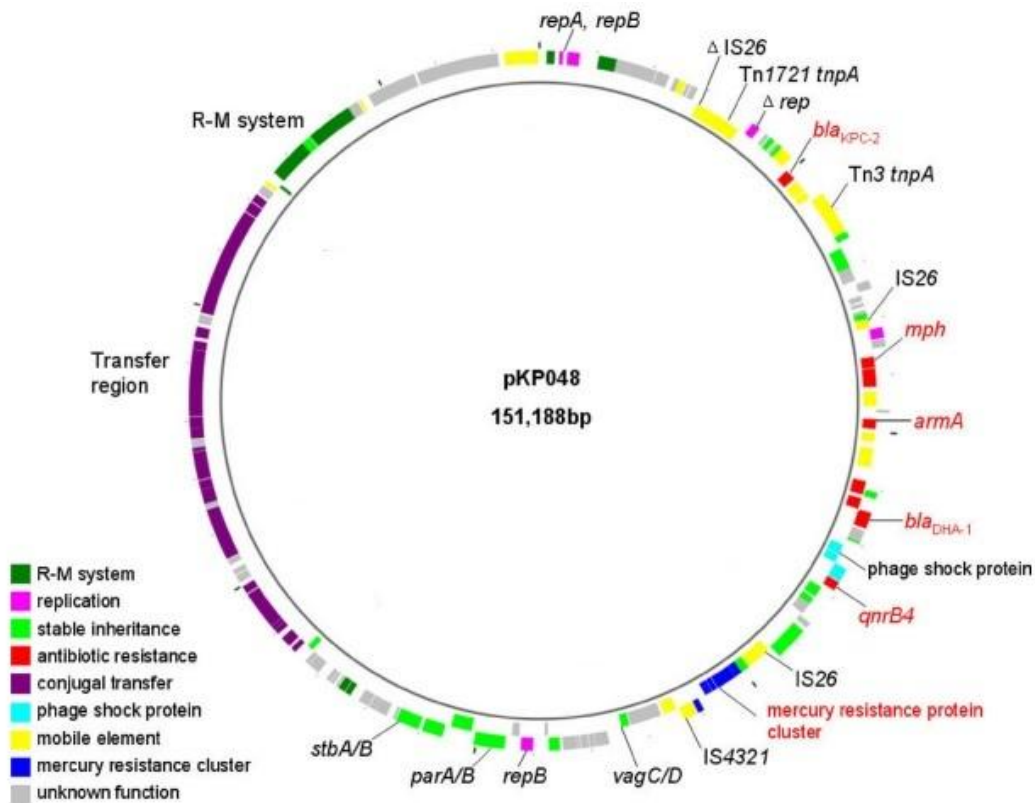 repA, repB
Δ IS26
Tn1721 tnpA
Δ rep
blaKPC-2
Tn3 tnpA
IS26
mph
armA
blaDHA-1
phage shock protein
qnrB4
IS26
mercury resistance protein
cluster
IS4321
vagC/D
repB
parA/B
stbA/B
Transfer
region
R-M system
pKP048
151,188bp
R-M system
replication
stable inheritance
antibiotic resistance
conjugal transfer
phage shock protein
mobile element
mercury resistance cluster
unknown function